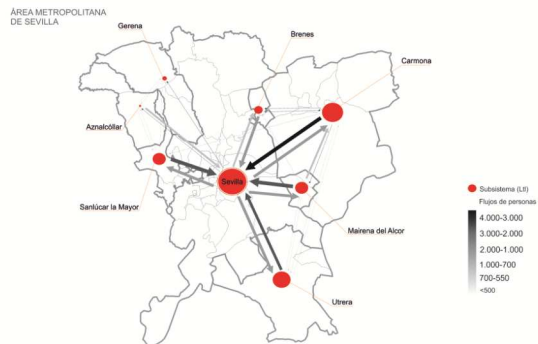 ÁREA METROPOLITANA
DE SEVILLA
Gerena
Brenes
Carmona
Aznalcóllar
Sevilla
Sanlúcar la Mayor
Mairena del Alcor
Utrera
Subsistema (Ltl)
Flujos de personas
4.000-3.000
3.000-2.000
2.000-1.000
1.000-700
700-550
<500